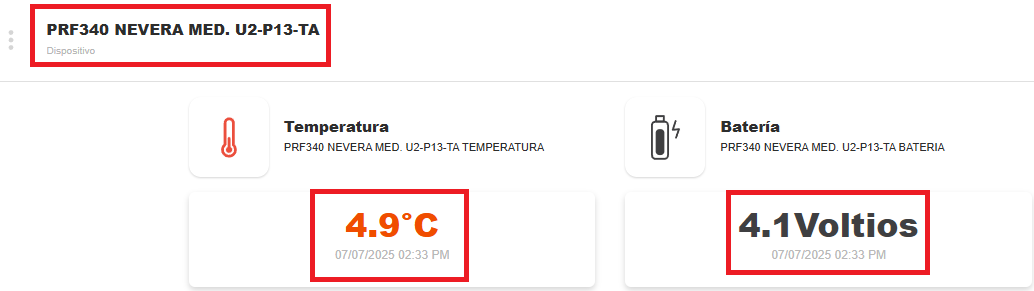 PRF340 NEVERA MED. U2-P13-TA
Dispositivo
Temperatura
PRF340 NEVERA MED. U2-P13-TA TEMPERATURA
4.9°C
07/07/2025 02:33 PM
Batería
PRF340 NEVERA MED. U2-P13-TA BATERIA
4.1Voltios
07/07/2025 02:33 PM